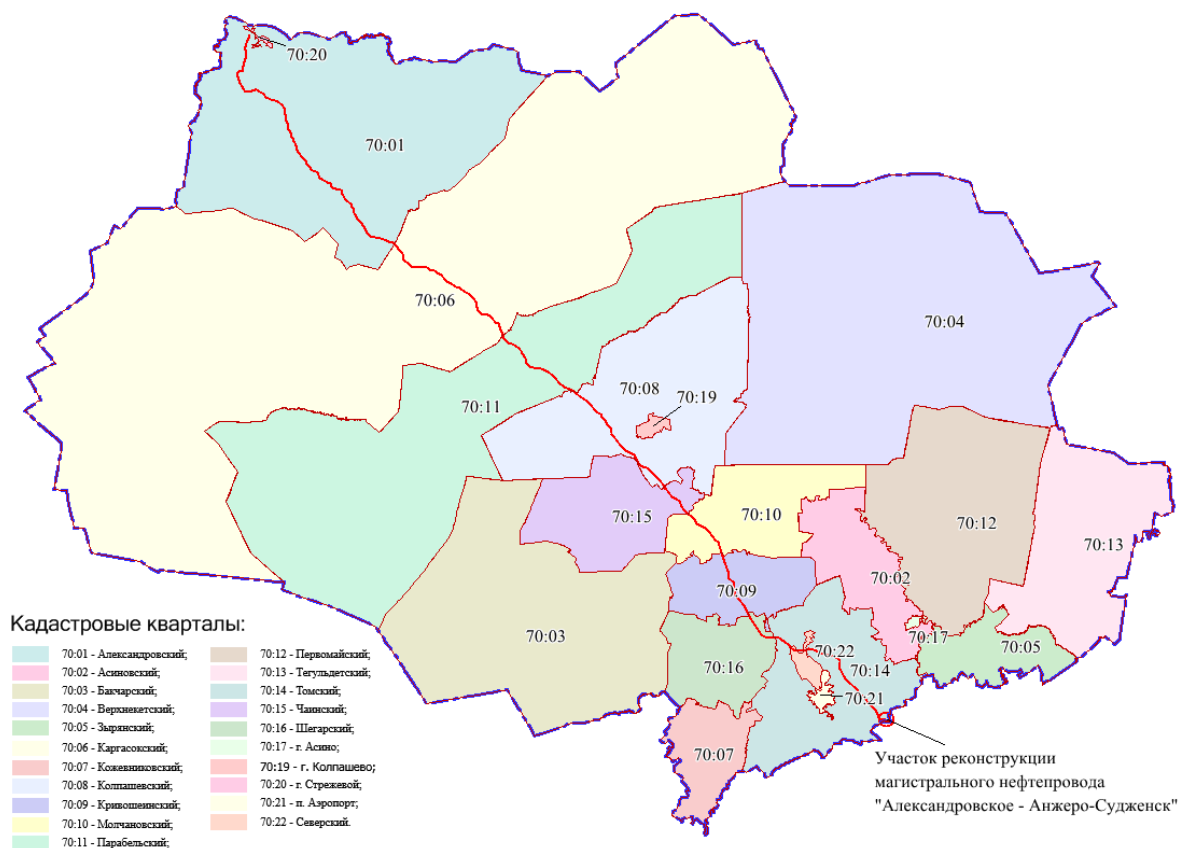 70:20
70:01
70:06
70:04
70:08
70:19
70:11
70:15
70:10
70:12
70:13
70:02
70:09
70:03
70:17
70:05
70:22
70:14
70:16
70:21
70:07
Участок реконструкции
магистрального нефтепровода
"Александровское - Анжеро-Судженск"
Кадастровые кварталы:
70:01 - Александровский;
70:02 - Асиновский;
70:03 - Бакчарский;
70:04 - Верхнекетский;
70:05 - Зырянский;
70:06 - Каргасокский;
70:07 - Кожевниковский;
70:08 - Колпашевский;
70:09 - Кривошеинский;
70:10 - Молчановский;
70:11 - Парабельский;
70:12 - Первомайский;
70:13 - Тегульдетский;
70:14 - Томский;
70:15 - Чаинский;
70:16 - Шегарский;
70:17 - г. Асино;
70:19 - г. Колпашево;
70:20 - г. Стрежевой;
70:21 - п. Аэропорт;
70:22 - Северский.